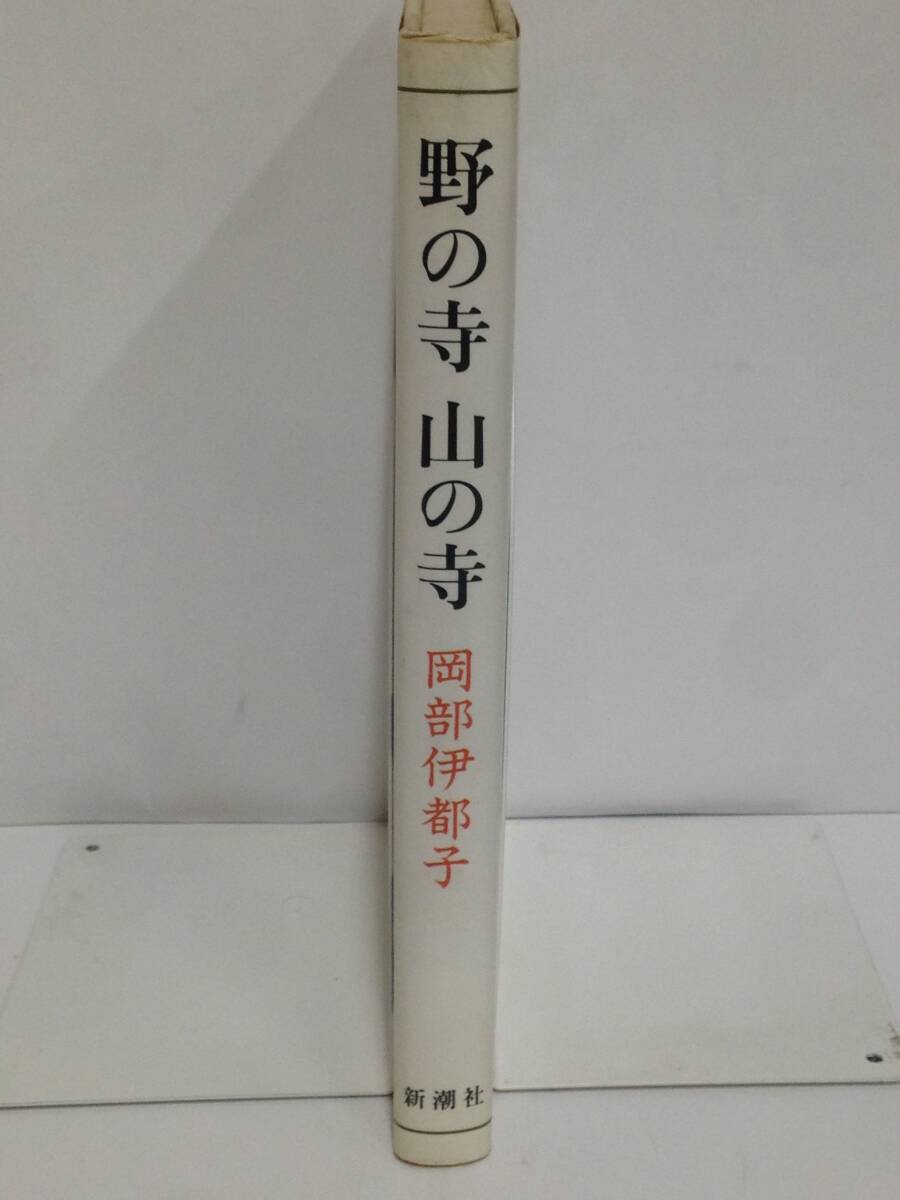 野の寺 山の寺
岡部伊都子
新潮社